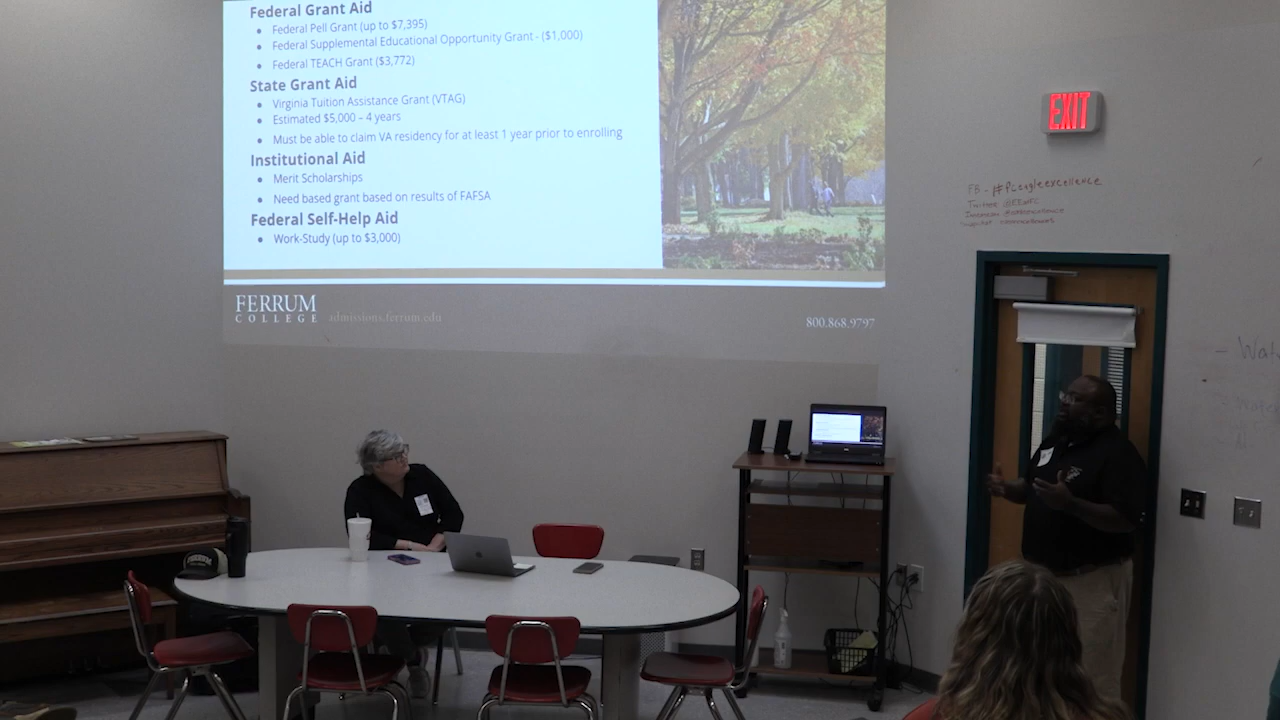 Federal Grant Aid
• Federal Pell Grant (up to $7,395)
• Federal Supplemental Educational Opportunity Grant - ($1,000)
• Federal TEACH Grant ($3,772)
State Grant Aid
• Virginia Tuition Assistance Grant (VTAG)
• Estimated $5,000 – 4 years
• Must be able to claim VA residency for at least 1 year prior to enrolling
Institutional Aid
• Merit Scholarships
• Need based grant based on results of FAFSA
Federal Self-Help Aid
• Work-Study (up to $3,000)
FERRUM
COLLEGE admissions.ferrum.edu
800.868.9797
EXIT
FB -
Twitter